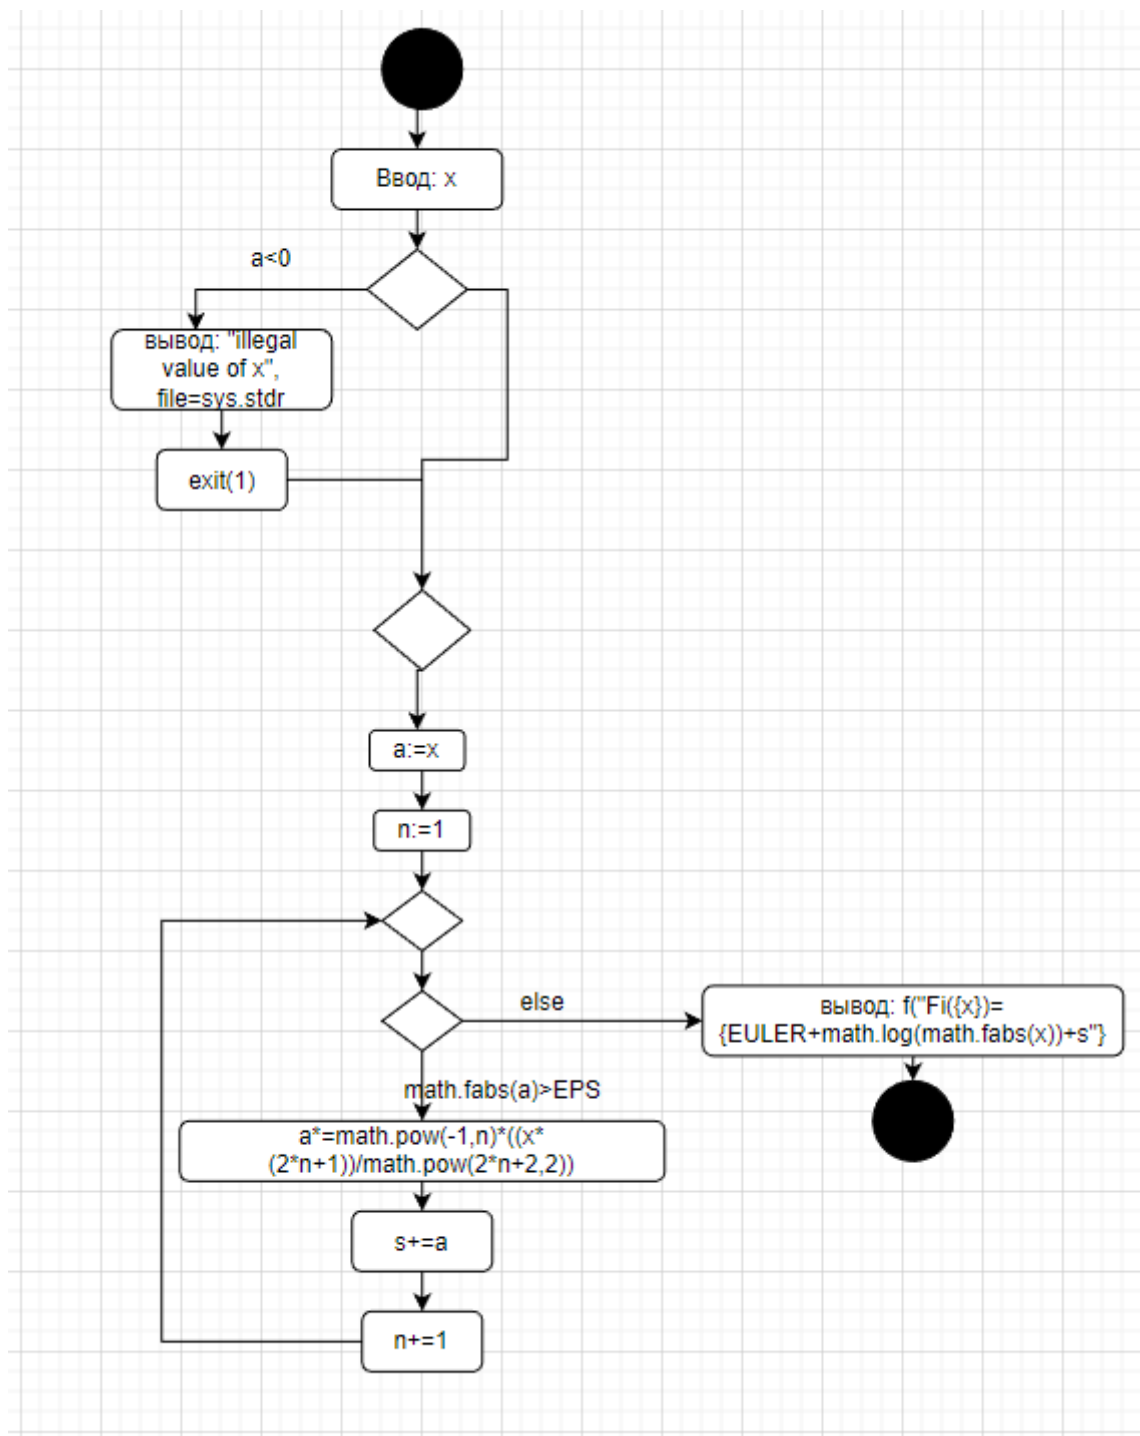 Ввод: x
a<0
вывод: "illegal
value of x",
file=sys.stdr
exit(1)
a:=x
n:=1
else
вывод: f("Fi({x})=
{EULER+math.log(math.fabs(x))+s"}
math.fabs(a)>EPS
a*=math.pow(-1,n)*((x*
(2*n+1))/math.pow(2*n+2,2))
s+=a
n+=1